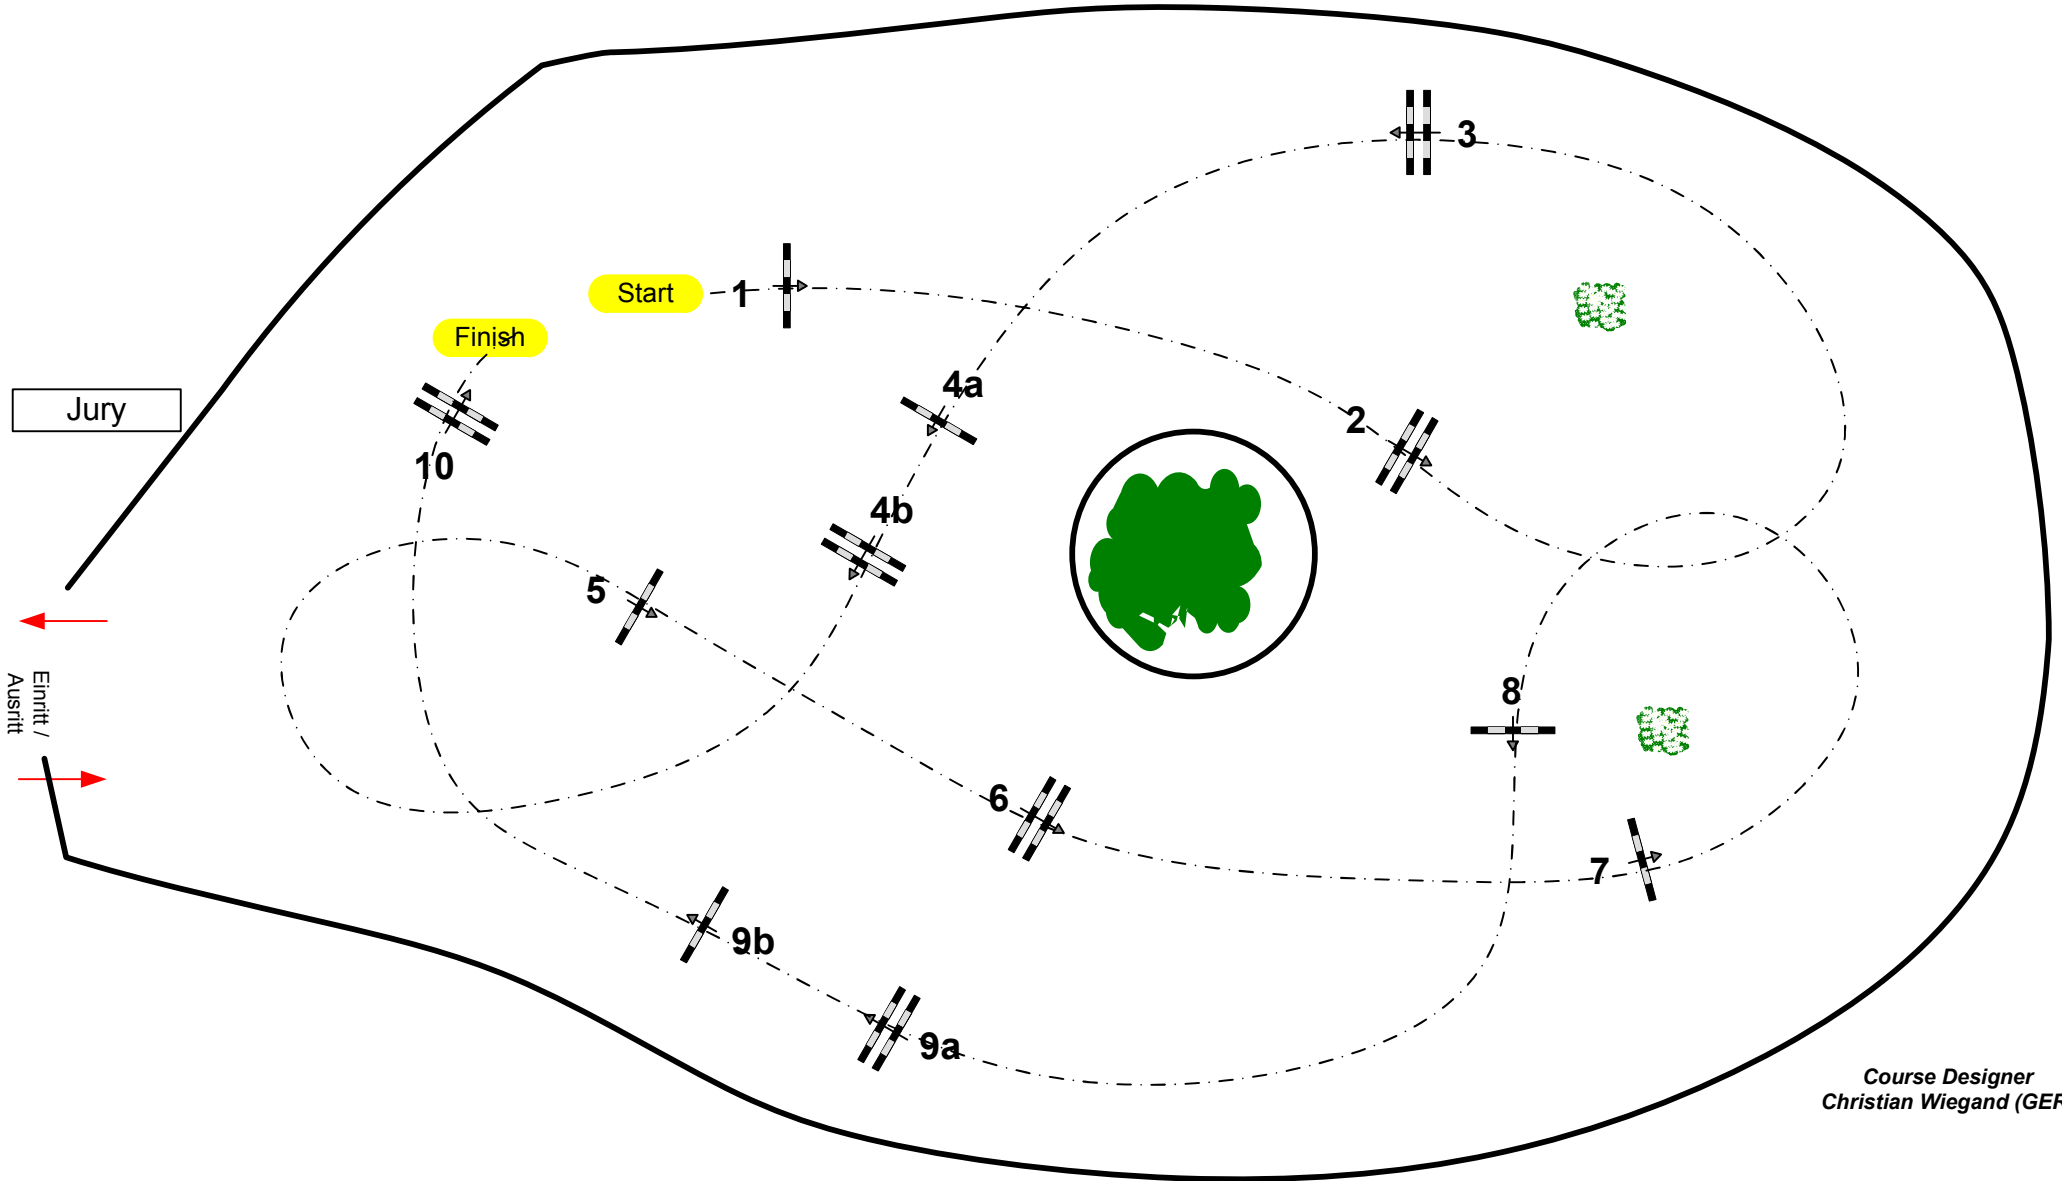 3
Start
1
Finish
4a
Jury
2
10
4b
5
8
Einritt /
Ausritt
6
7
9b
9a
Course Designer
Christian Wiegand (GER